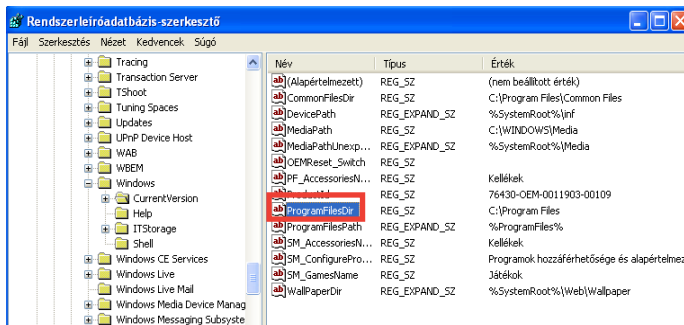 Rendszerleíróadatbázis-szerkesztő
Fájl Szerkesztés Nézet Kedvencek Súgó
Tracing
Transaction Server
TShoot
Tuning Spaces
Updates
UPnP Device Host
WAB
WBEM
Windows
CurrentVersion
Help
ITStorage
Shell
Windows CE Services
Windows Live
Windows Live Mail
Windows Media Device Manag
Windows Messaging Subsyste
Név Típus Érték
(Alapértelmezett) REG_SZ (nem beállított érték)
CommonFilesDir REG_SZ C:\Program Files\Common Files
DevicePath REG_EXPAND_SZ %SystemRoot%\inf
MediaPath REG_SZ C:\WINDOWS\Media
MediaPathUnexp... REG_EXPAND_SZ %SystemRoot%\Media
OEMReset_Switch REG_SZ
PF_AccessoriesN... REG_SZ Kellékek
ProductId REG_SZ 76430-OEM-0011903-00109
ProgramFilesDir REG_SZ C:\Program Files
ProgramFilesPath REG_EXPAND_SZ %ProgramFiles%
SM_AccessoriesN... REG_SZ Kellékek
SM_ConfigurePro... REG_SZ Programok hozzáférhetősége és alapértelmez
SM_GamesName REG_SZ Játékok
WallPaperDir REG_EXPAND_SZ %SystemRoot%\Web\Wallpaper